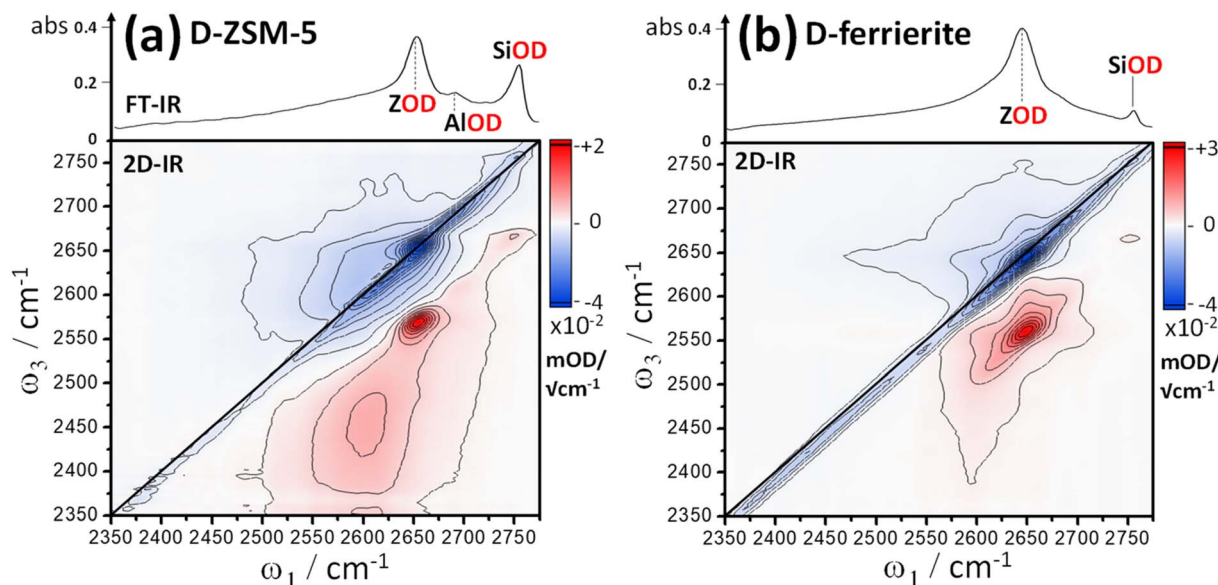 (a) D-ZSM-5
abs
0.4
0.2
0
FT-IR
ZOD
AlOD
SiOD
2D-IR
2750
2700
2650
2600
2550
2500
2450
2400
2350
ω3 / cm-1
2350 2400 2450 2500 2550 2600 2650 2700 2750
ω1 / cm-1
+2
0
-4
x10-2
mOD/
√cm-1
(b) D-ferrierite
abs
0.4
0.2
0
ZOD
SiOD
2D-IR
2750
2700
2650
2600
2550
2500
2450
2400
2350
ω3 / cm-1
2350 2400 2450 2500 2550 2600 2650 2700 2750
ω1 / cm-1
+3
0
-4
x10-2
mOD/
√cm-1